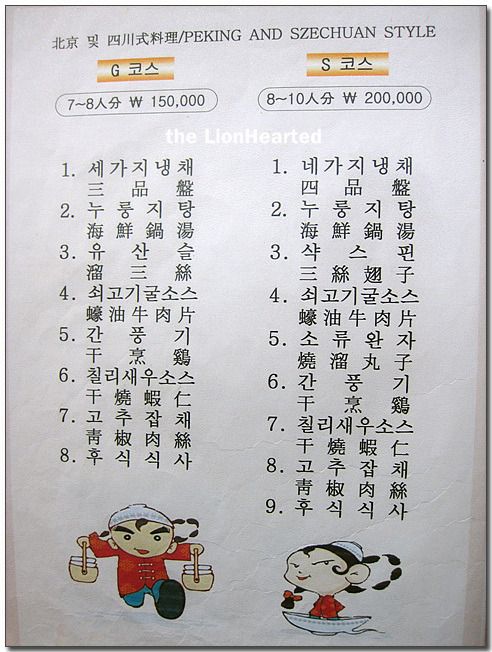 北京 및 四川式料理/PEKING AND SZECHUAN STYLE
G 코스
7~8人分 ₩ 150,000
the LionHearted
1. 세가지냉채
三品盤
2. 누룽지탕
海鮮鍋湯
3. 유산슬
溜三絲
4. 쇠고기굴소스
蠔油牛肉片
5. 간풍기
干烹鷄
6. 칠리새우소스
干燒蝦仁
7. 고추잡채
靑椒肉絲
8. 후식식사
S 코스
8~10人分 ₩ 200,000
1. 네가지냉채
四品盤
2. 누룽지탕
海鮮鍋湯
3. 샥스핀
三絲翅子
4. 쇠고기굴소스
蠔油牛肉片
5. 소류완자
燒溜丸子
6. 간풍기
干烹鷄
7. 칠리새우소스
干燒蝦仁
8. 고추잡채
靑椒肉絲
9. 후식식사